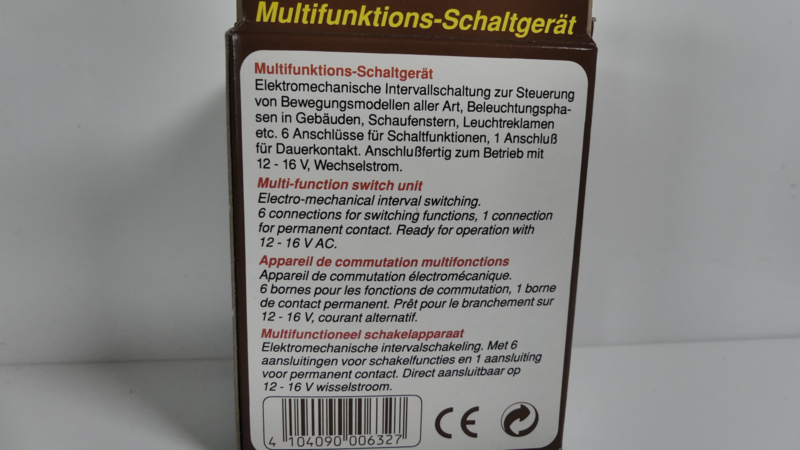 Multifunktions-Schaltgerät
Multifunktions-Schaltgerät
Elektromechanische Intervallschaltung zur Steuerung
von Bewegungsmodellen aller Art, Beleuchtungspha-
sen in Gebäuden, Schaufenstern, Leuchtreklamen
etc. 6 Anschlüsse für Schaltfunktionen, 1 Anschluß
für Dauerkontakt. Anschlußfertig zum Betrieb mit
12 - 16 V, Wechselstrom.
Multi-function switch unit
Electro-mechanical interval switching.
6 connections for switching functions, 1 connection
for permanent contact. Ready for operation with
12 - 16 V AC.
Appareil de commutation multifonctions
Appareil de commutation électromécanique.
6 bornes pour les fonctions de commutation, 1 borne
de contact permanent. Prêt pour le branchement sur
12 - 16 V, courant alternatif.
Multifunctioneel schakelapparaat
Elektromechanische intervalschakeling. Met 6
aansluitingen voor schakelfuncties en 1 aansluiting
voor permanent contact. Direct aansluitbaar op
12 - 16 V wisselstroom.
4 104090 006327 CE